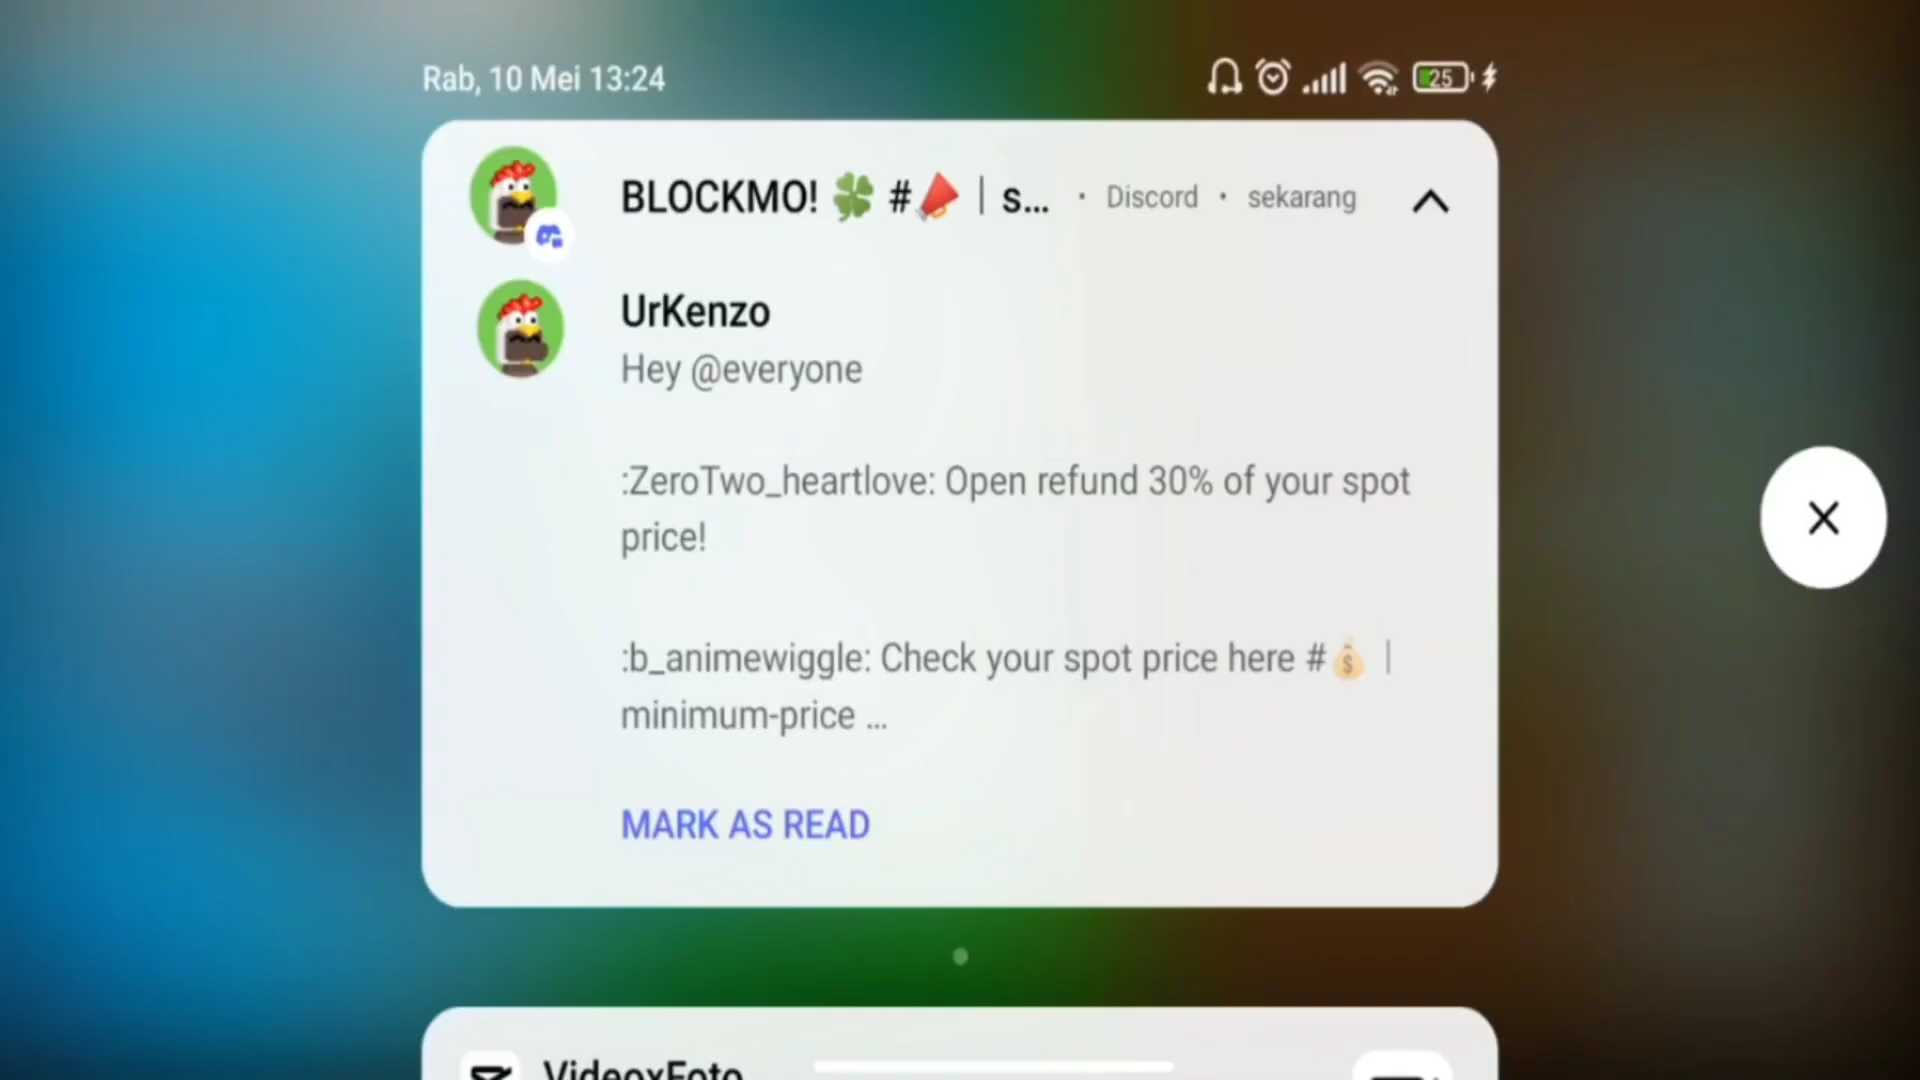 Rab, 10 Mei 13:24
25
BLOCKMO! 🍀 #📣 | s... · Discord · sekarang
UrKenzo
Hey @everyone
:ZeroTwo_heartlove: Open refund 30% of your spot
price!
:b_animewiggle: Check your spot price here #💰 |
minimum-price ...
MARK AS READ
VideoxFoto